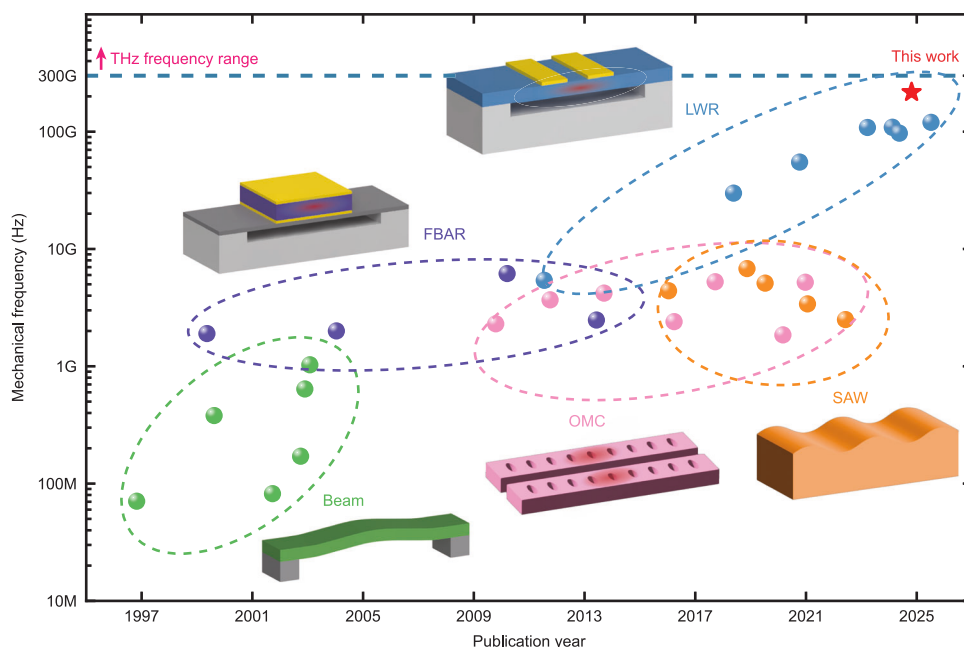 THz frequency range
This work
300G
LWR
100G
FBAR
10G
Mechanical frequency (Hz)
1G
SAW
OMC
100M
Beam
10M
1997
2001
2005
2009
2013
2017
2021
2025
Publication year